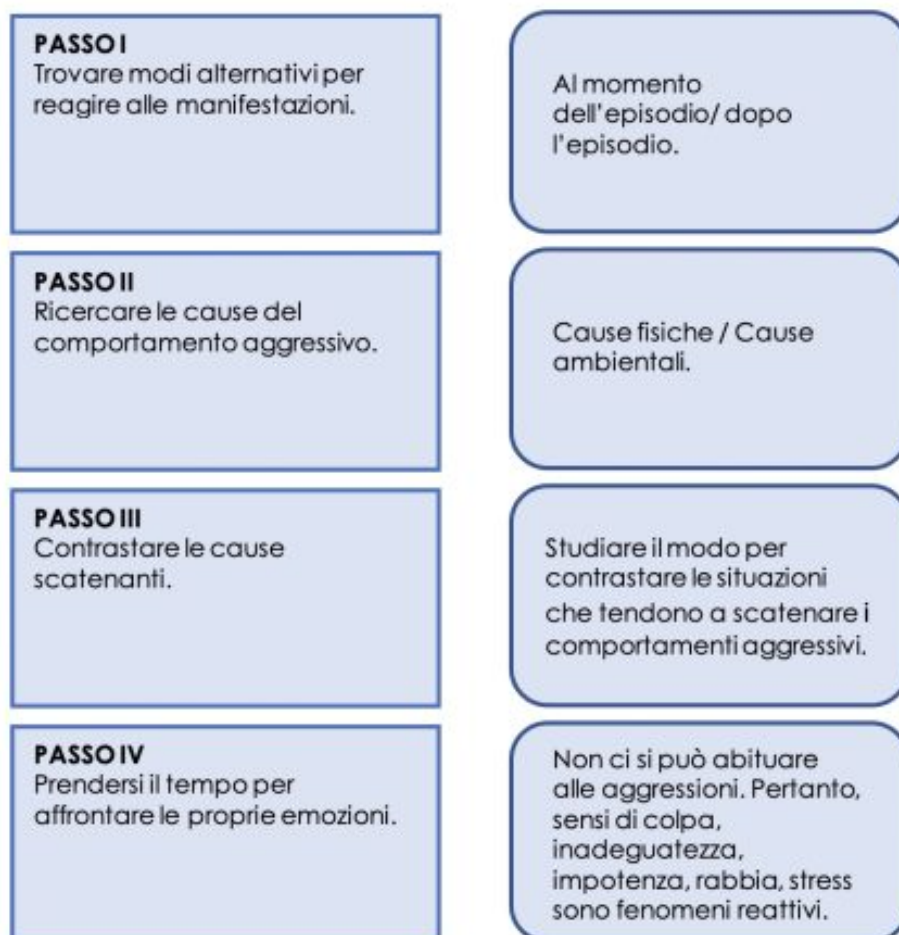 PASSO I
Trovare modi alternativi per
reagire alle manifestazioni.
Al momento
dell'episodio/ dopo
l'episodio.
PASSO II
Ricercare le cause del
comportamento aggressivo.
Cause fisiche / Cause
ambientali.
PASSO III
Contrastare le cause
scatenanti.
Studiare il modo per
contrastare le situazioni
che tendono a scatenare i
comportamenti aggressivi.
PASSO IV
Prendersi il tempo per
affrontare le proprie emozioni.
Non ci si può abituare
alle aggressioni. Pertanto,
sensi di colpa,
inadeguatezza,
impotenza, rabbia, stress
sono fenomeni reattivi.